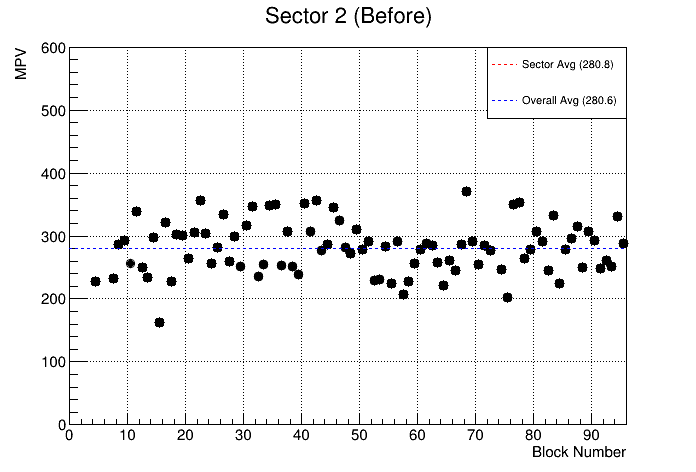 Sector 2 (Before)
MPV
600
500
400
300
200
100
0
Sector Avg (280.8)
Overall Avg (280.6)
0 10 20 30 40 50 60 70 80 90
Block Number